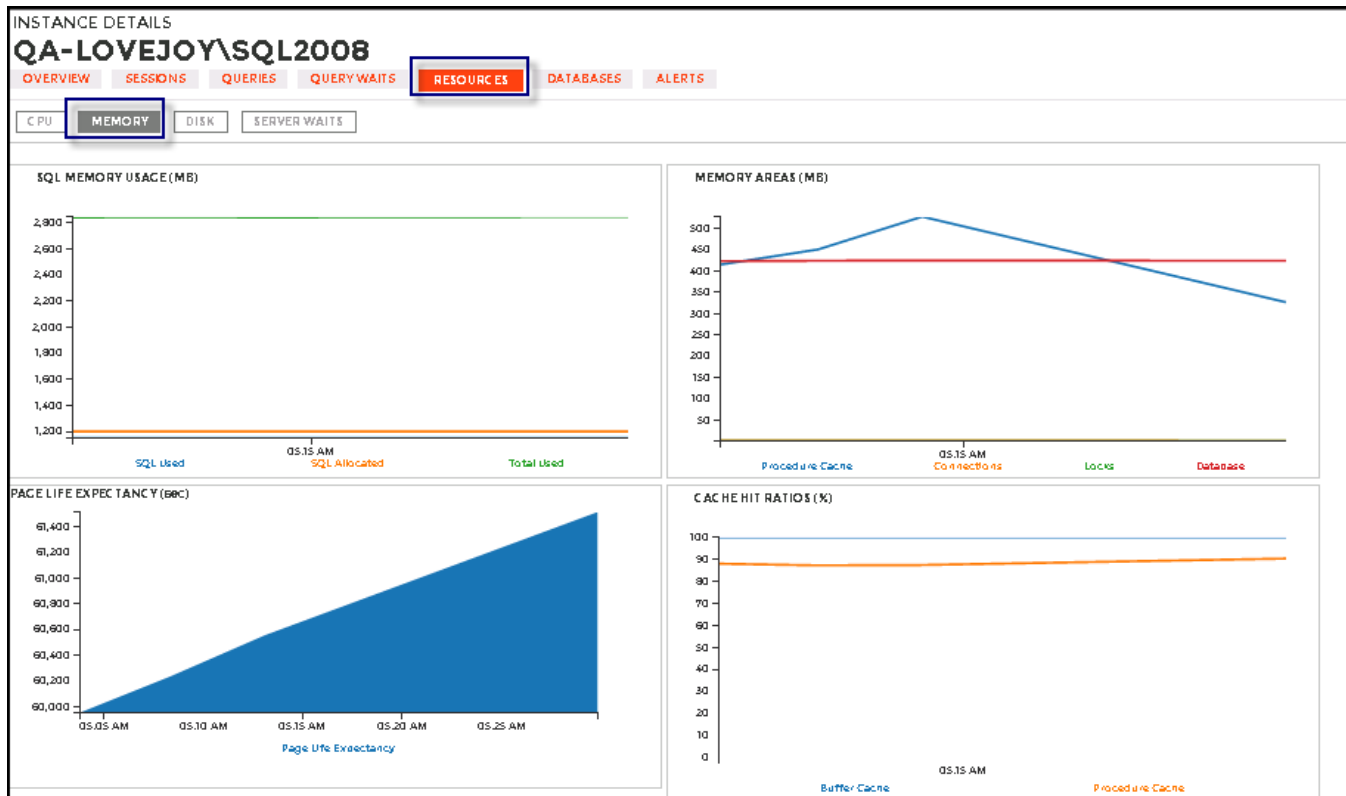 INSTANCE DETAILS
QA-LOVEJOY\SQL2008
OVERVIEW SESSIONS QUERIES QUERY WAITS RESOURCES DATABASES ALERTS
CPU MEMORY DISK SERVER WAITS
SQL MEMORY USAGE (MB)
2,800
2,600
2,400
2,200
2,000
1,800
1,600
1,400
1,200
05:15 AM
SQL Used SQL Allocated Total Used
MEMORY AREAS (MB)
500
450
400
350
300
250
200
150
100
50
05:15 AM
Procedure Cache Connections Locks Database
PAGE LIFE EXPECTANCY (sec)
61,400
61,200
61,000
60,800
60,600
60,400
60,200
60,000
05:05 AM 05:10 AM 05:15 AM 05:20 AM 05:25 AM
Page Life Expectancy
CACHE HIT RATIOS (%)
100
90
80
70
60
50
40
30
20
10
0
05:15 AM
Buffer Cache Procedure Cache